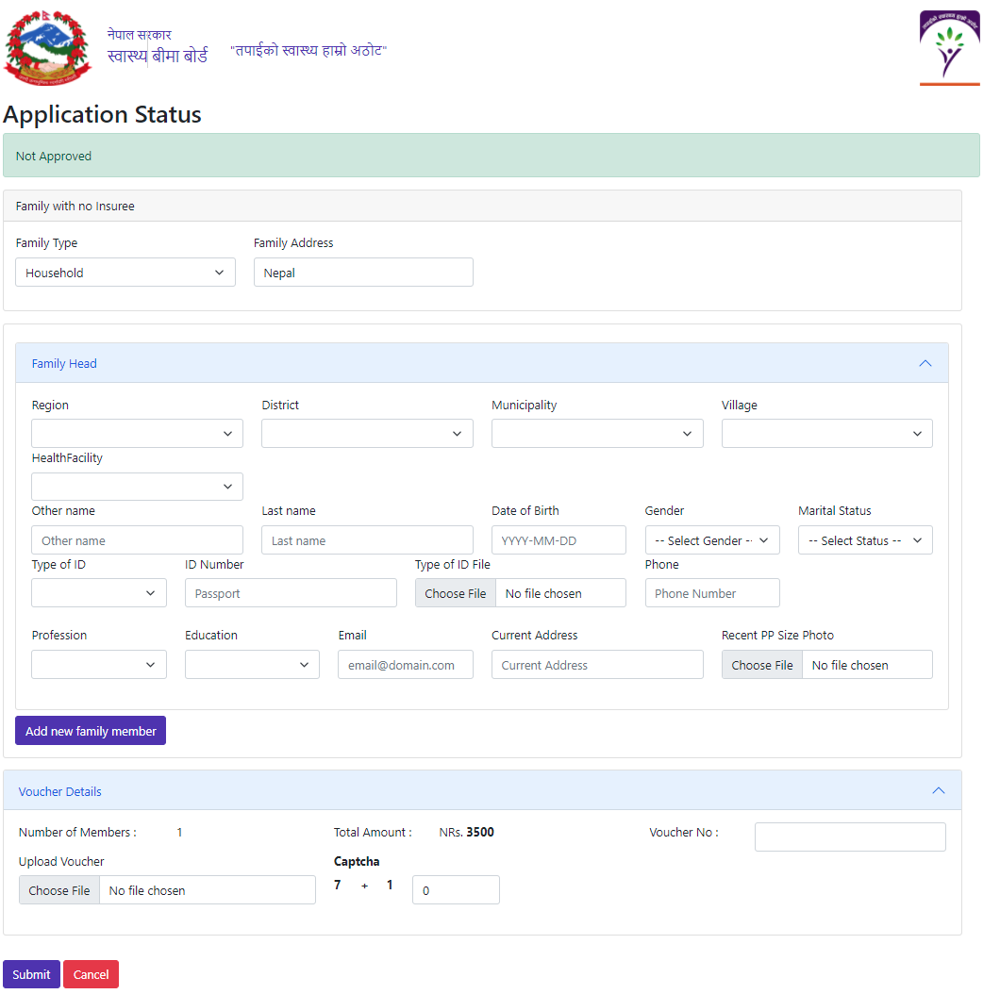 नेपाल सरकार
स्वास्थ्य बीमा बोर्ड
"तपाईको स्वास्थ्य हाम्रो अठोट"
Application Status
Not Approved
Family with no Insuree
Family Type Family Address
Household Nepal
Family Head
Region District Municipality Village
HealthFacility
Other name Last name Date of Birth Gender Marital Status
Other name Last name YYYY-MM-DD -- Select Gender -- -- Select Status --
Type of ID ID Number Type of ID File Phone
Passport Choose File No file chosen Phone Number
Profession Education Email Current Address Recent PP Size Photo
email@domain.com Current Address Choose File No file chosen
Add new family member
Voucher Details
Number of Members : 1 Total Amount : NRs. 3500 Voucher No :
Upload Voucher Captcha
Choose File No file chosen 7 + 1 0
Submit Cancel